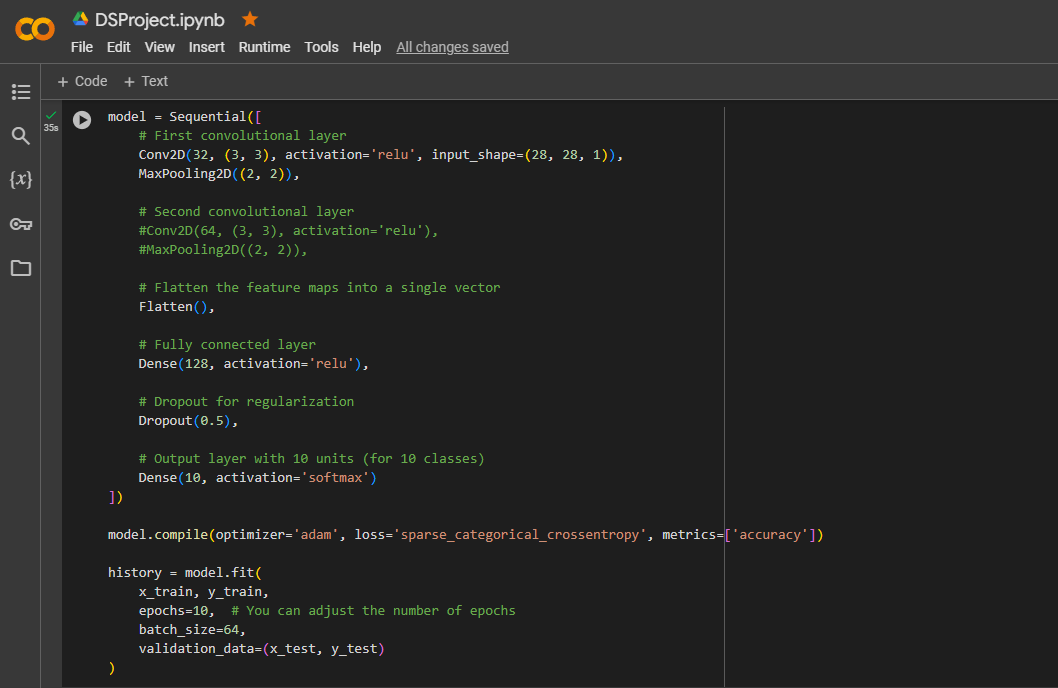 DSProject.ipynb
File Edit View Insert Runtime Tools Help All changes saved
+ Code + Text
35s
model = Sequential([
    # First convolutional layer
    Conv2D(32, (3, 3), activation='relu', input_shape=(28, 28, 1)),
    MaxPooling2D((2, 2)),
    # Second convolutional layer
    #Conv2D(64, (3, 3), activation='relu'),
    #MaxPooling2D((2, 2)),
    # Flatten the feature maps into a single vector
    Flatten(),
    # Fully connected layer
    Dense(128, activation='relu'),
    # Dropout for regularization
    Dropout(0.5),
    # Output layer with 10 units (for 10 classes)
    Dense(10, activation='softmax')
])
model.compile(optimizer='adam', loss='sparse_categorical_crossentropy', metrics=['accuracy'])
history = model.fit(
    x_train, y_train,
    epochs=10,  # You can adjust the number of epochs
    batch_size=64,
    validation_data=(x_test, y_test)
)